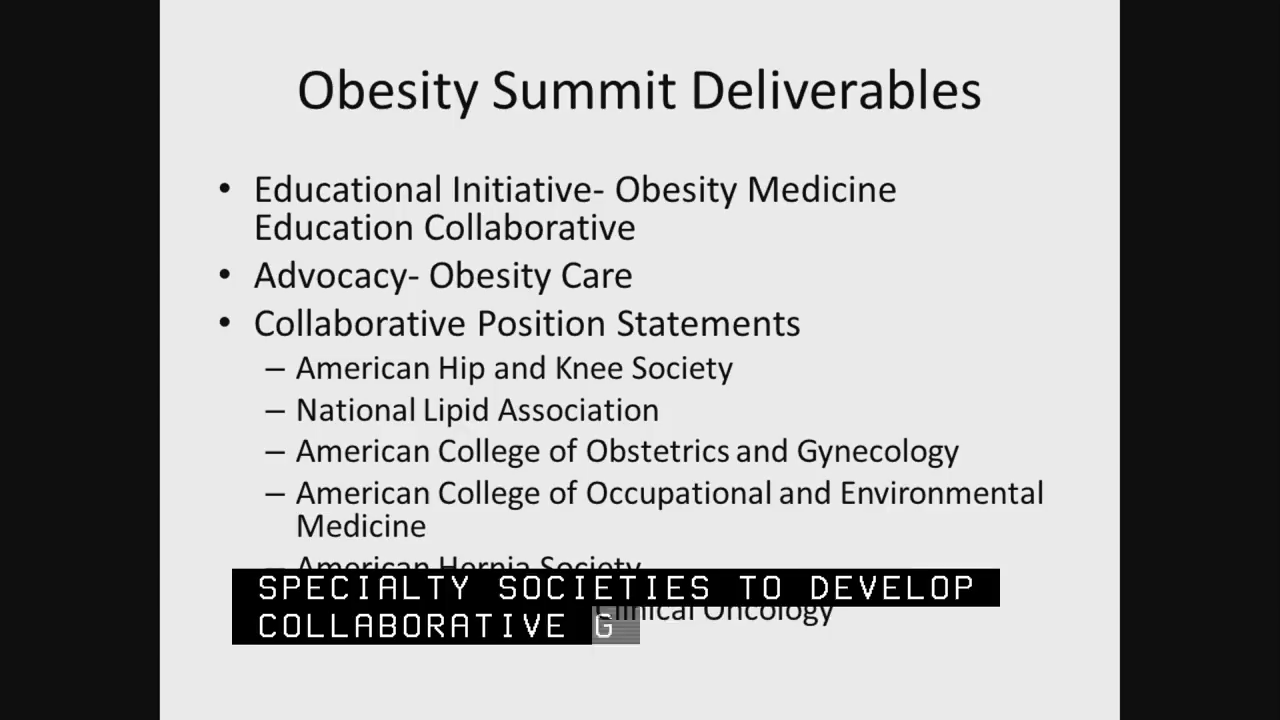 Obesity Summit Deliverables
• Educational Initiative- Obesity Medicine
Education Collaborative
• Advocacy- Obesity Care
• Collaborative Position Statements
– American Hip and Knee Society
– National Lipid Association
– American College of Obstetrics and Gynecology
– American College of Occupational and Environmental
Medicine
– American Hernia Society
Clinical Oncology
SPECIALTY SOCIETIES TO DEVELOP
COLLABORATIVE G